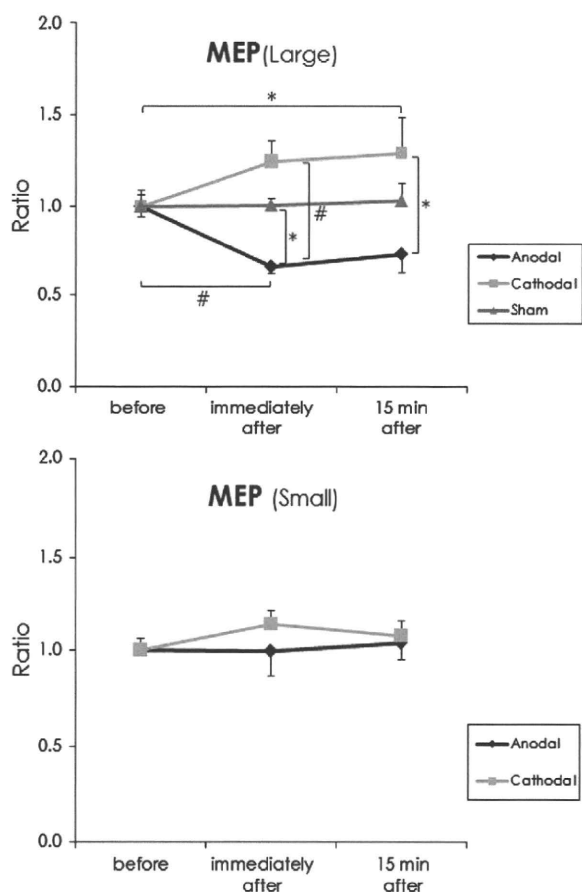 MEP(Large)
2.0
1.5
1.0
0.5
0.0
Ratio
*
#
*
*
#
Anodal
Cathodal
Sham
before
immediately
after
15 min
after
MEP (Small)
2.0
1.5
1.0
0.5
0.0
Ratio
Anodal
Cathodal
before
immediately
after
15 min
after